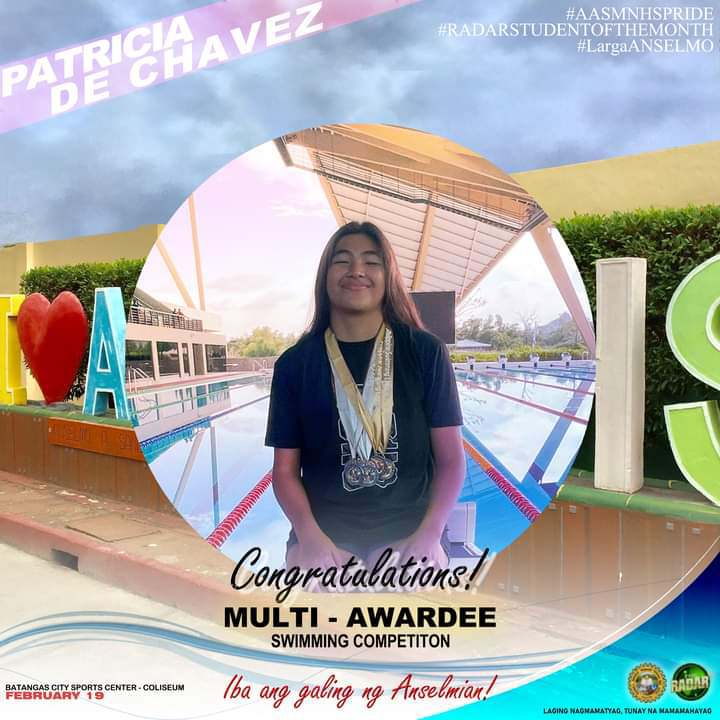 #AASMNHSPRIDE
#RADARSTUDENTOFTHEMONTH
#LargaANSELMO
PATRICIA
DE CHAVEZ
I
A
I
S
Congratulations!
MULTI - AWARDEE
SWIMMING COMPETITON
Iba ang galing ng Anselmian!
BATANGAS CITY SPORTS CENTER - COLISEUM
FEBRUARY 19
RADAR
LAGING NAGMAMATYAG, TUNAY NA MAMAMAHAYAG